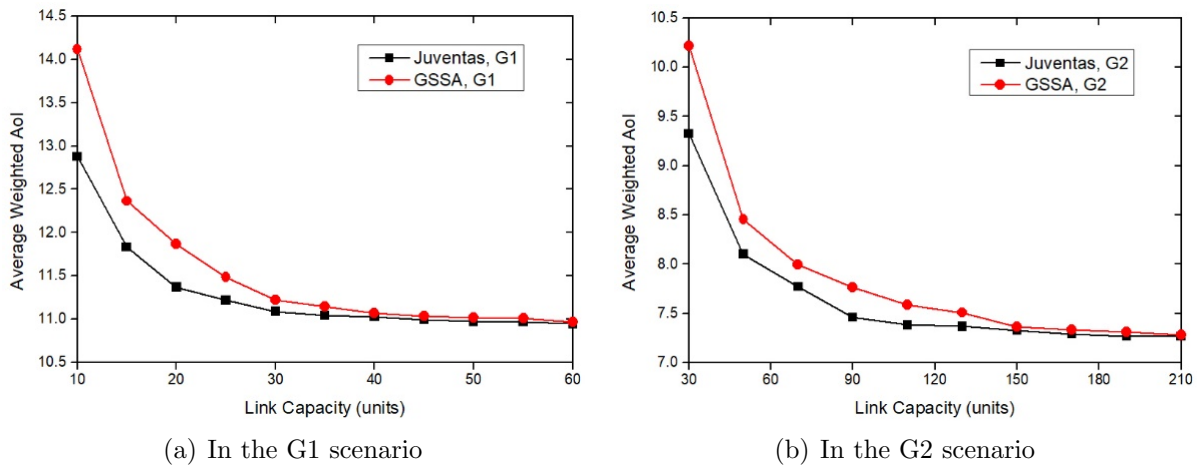 14.5
14.0
13.5
13.0
12.5
12.0
11.5
11.0
10.5
Average Weighted AoI
Juventas, G1
GSSA, G1
10 20 30 40 50 60
Link Capacity (units)
(a) In the G1 scenario
10.5
10.0
9.5
9.0
8.5
8.0
7.5
7.0
Average Weighted AoI
Juventas, G2
GSSA, G2
30 60 90 120 150 180 210
Link Capacity (units)
(b) In the G2 scenario